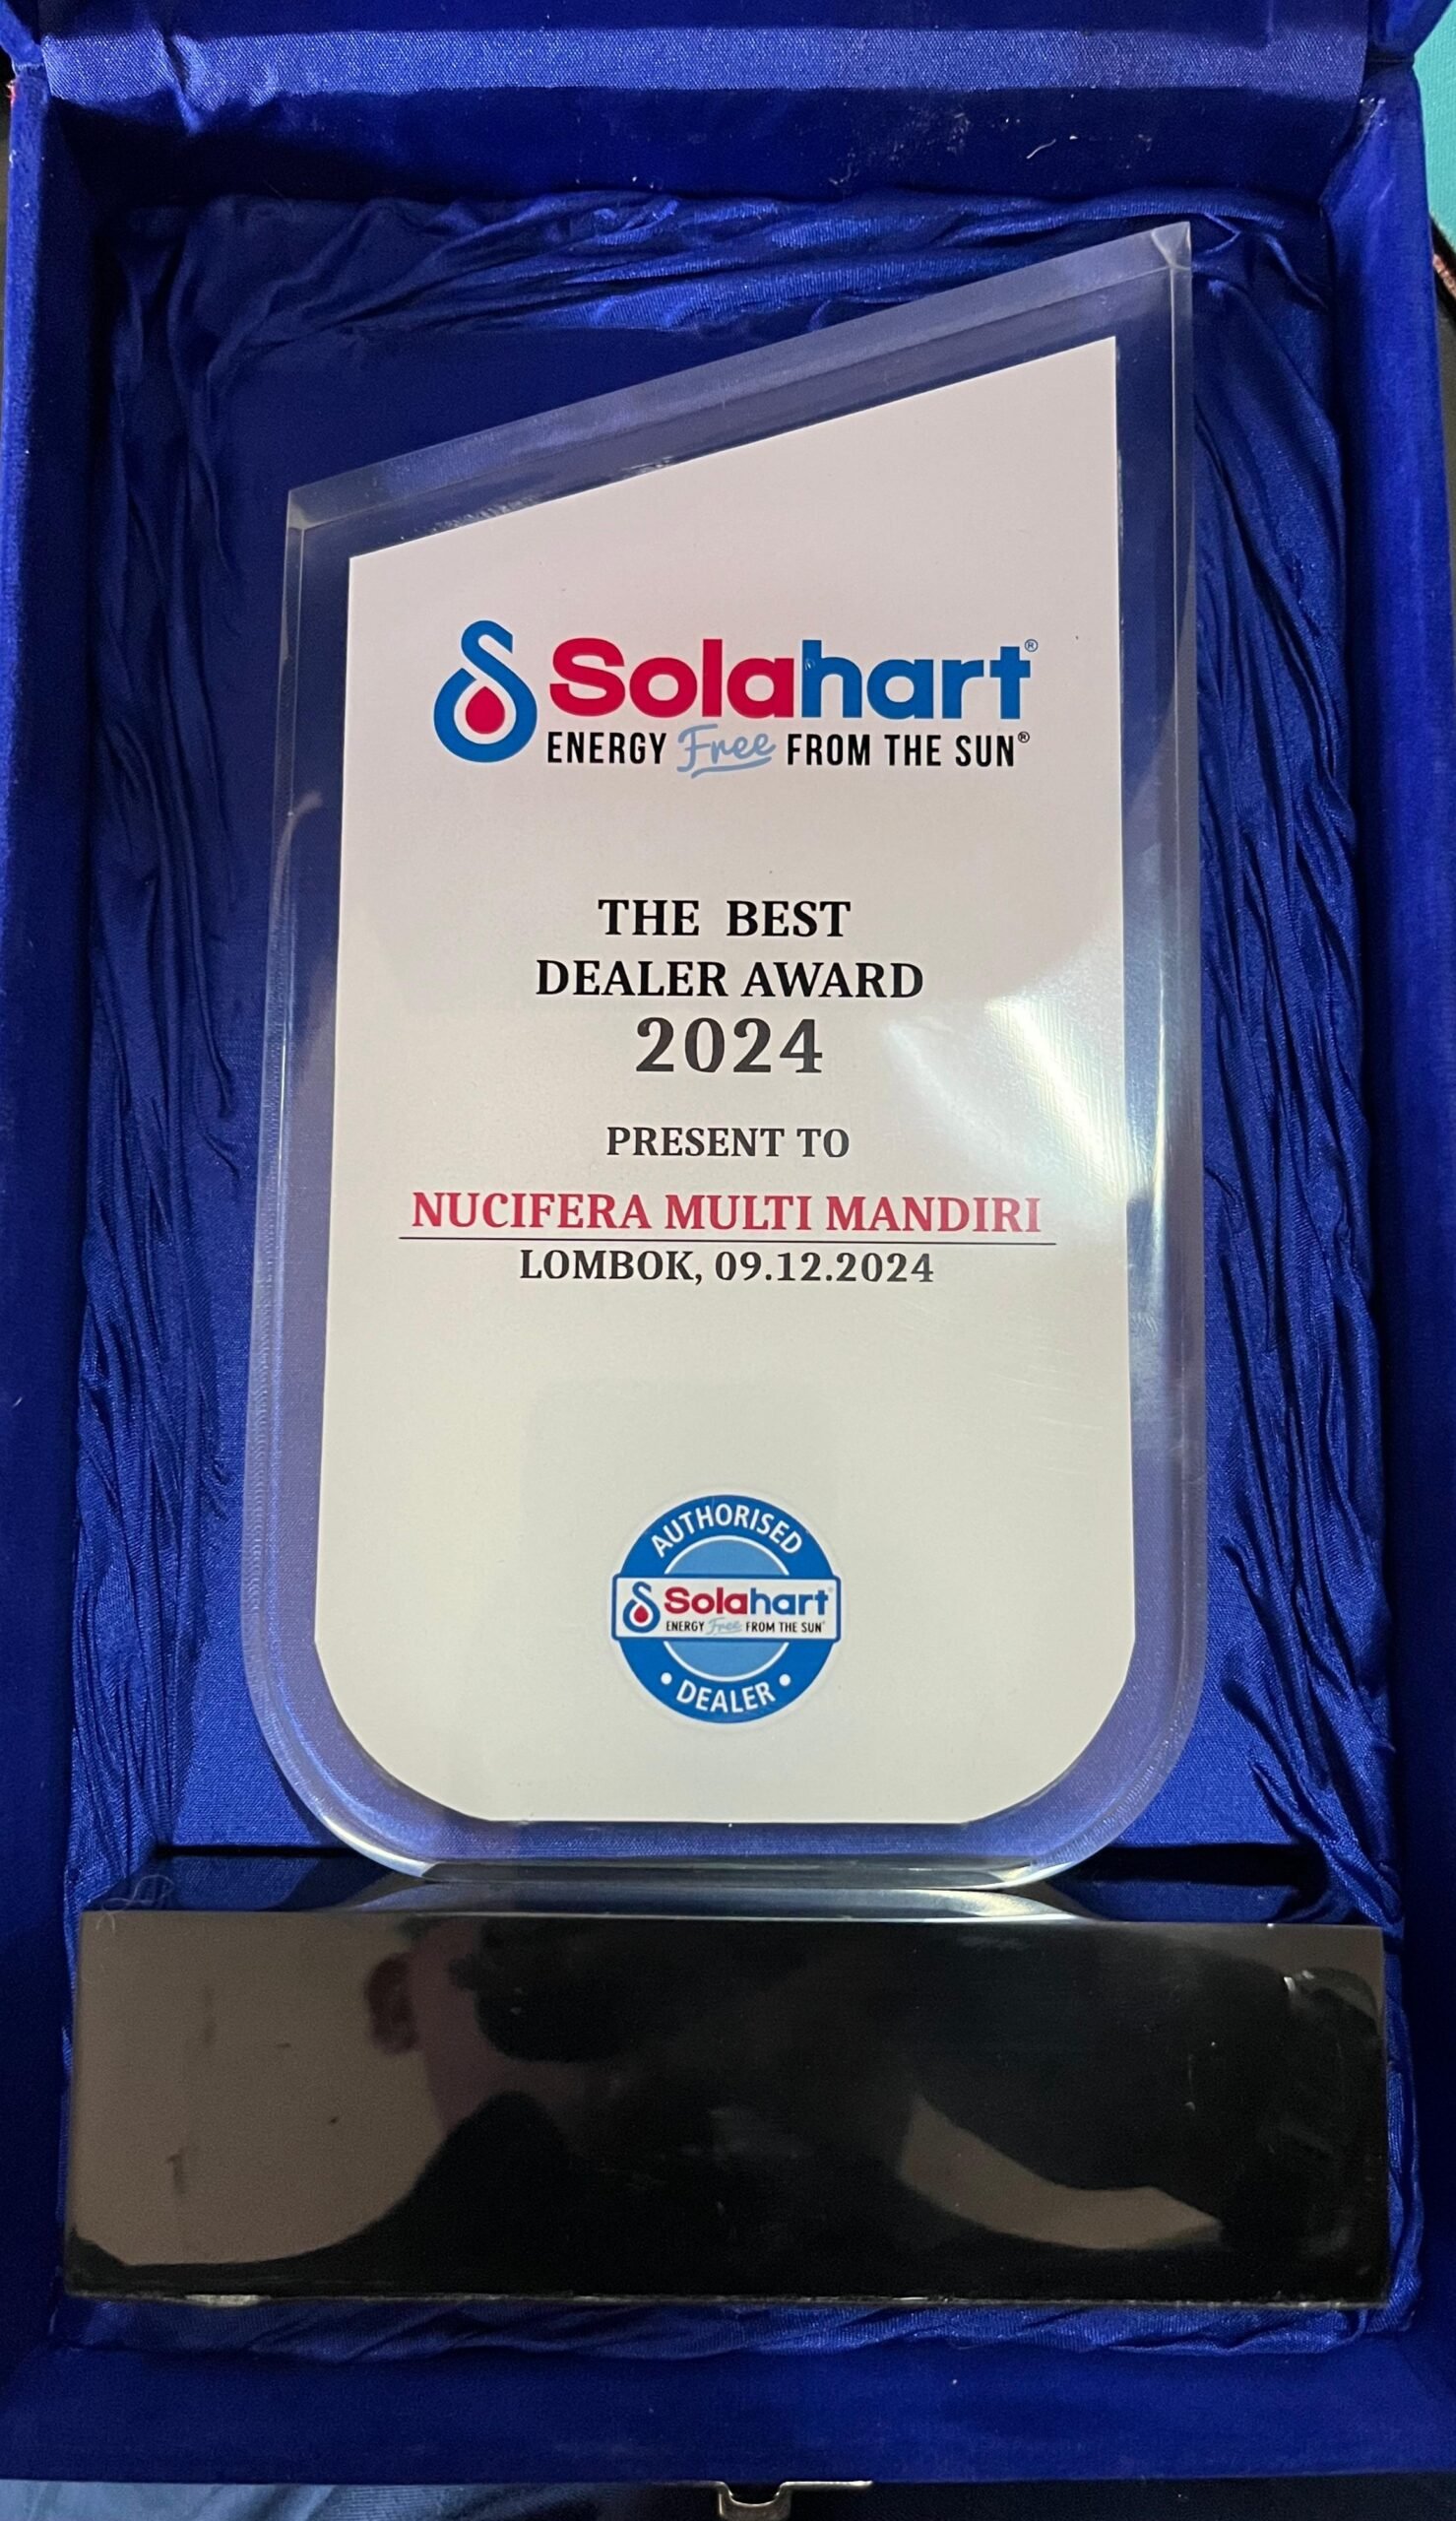 Solahart®
ENERGY Free FROM THE SUN®
THE BEST
DEALER AWARD
2024
PRESENT TO
NUCIFERA MULTI MANDIRI
LOMBOK, 09.12.2024
AUTHORISED
Solahart
ENERGY Free FROM THE SUN
• DEALER •